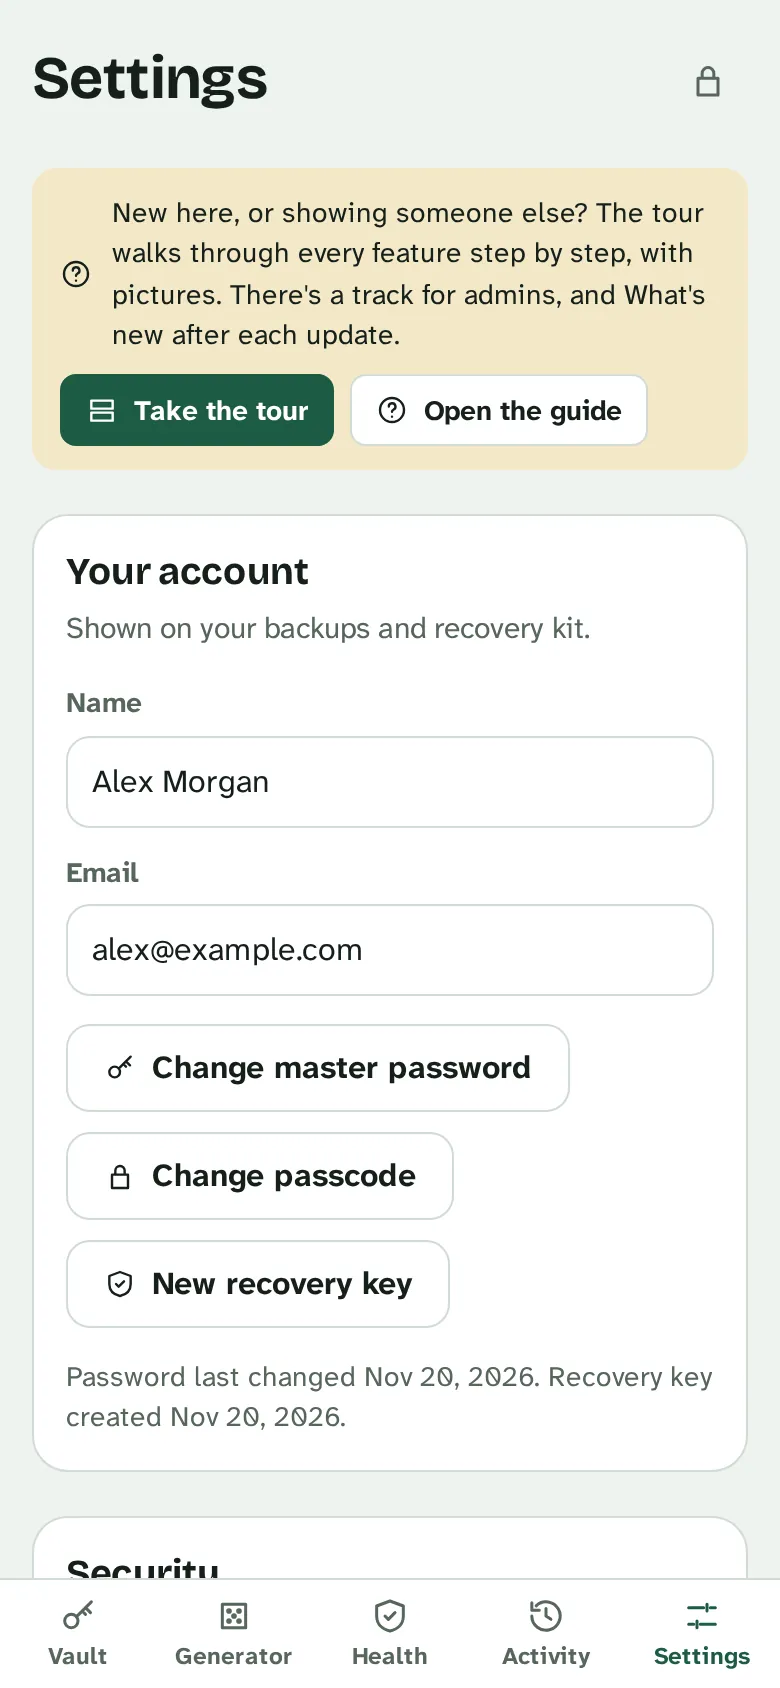 Settings
New here, or showing someone else? The tour
walks through every feature step by step, with
pictures. There's a track for admins, and What's
new after each update.
Take the tour
Open the guide
Your account
Shown on your backups and recovery kit.
Name
Alex Morgan
Email
alex@example.com
Change master password
Change passcode
New recovery key
Password last changed Nov 20, 2026. Recovery key
created Nov 20, 2026.
Security
Vault
Generator
Health
Activity
Settings